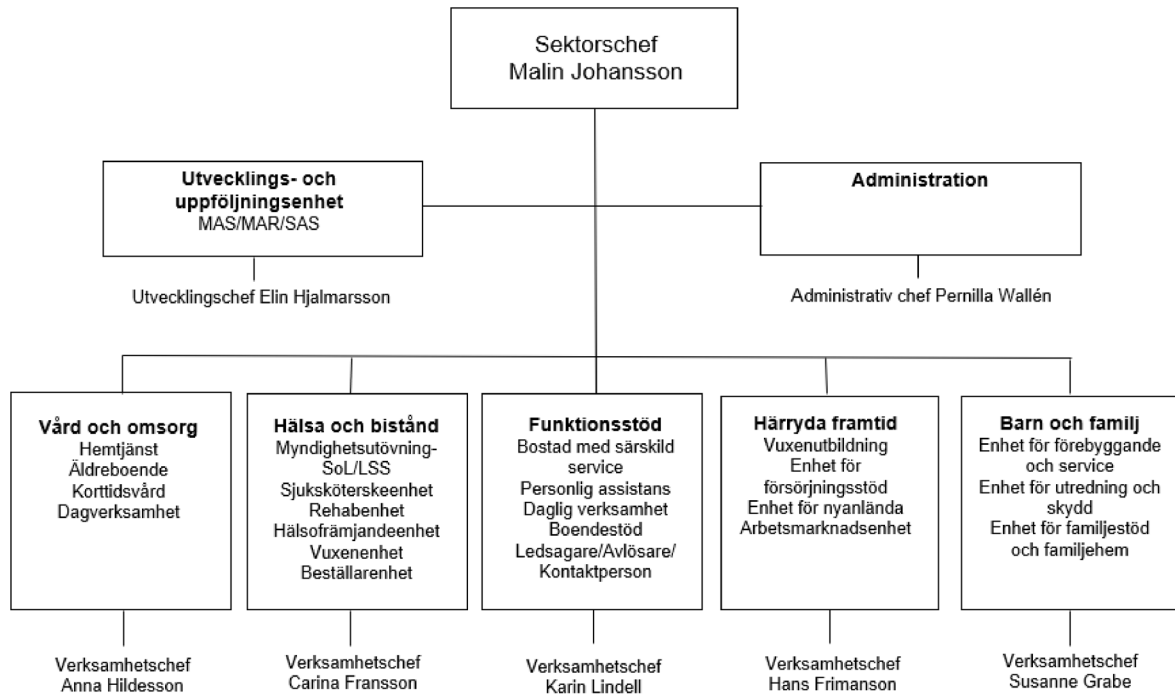 Sektorschef
Malin Johansson
Utvecklings- och
uppföljningsenhet
MAS/MAR/SAS
Administration
Utvecklingschef Elin Hjalmarsson
Administrativ chef Pernilla Wallén
Vård och omsorg
Hemtjänst
Äldreboende
Korttidsvård
Dagverksamhet
Hälsa och bistånd
Myndighetsutövning-
SoL/LSS
Sjuksköterskeenhet
Rehabenhet
Hälsofrämjandeenhet
Vuxenenhet
Beställarenhet
Funktionsstöd
Bostad med särskild
service
Personlig assistans
Daglig verksamhet
Boendestöd
Ledsagare/Avlösare/
Kontaktperson
Härryda framtid
Vuxenutbildning
Enhet för
försörjningsstöd
Enhet för nyanlända
Arbetsmarknadsenhet
Barn och familj
Enhet för förebyggande
och service
Enhet för utredning och
skydd
Enhet för familjestöd
och familjehem
Verksamhetschef
Anna Hildesson
Verksamhetschef
Carina Fransson
Verksamhetschef
Karin Lindell
Verksamhetschef
Hans Frimanson
Verksamhetschef
Susanne Grabe